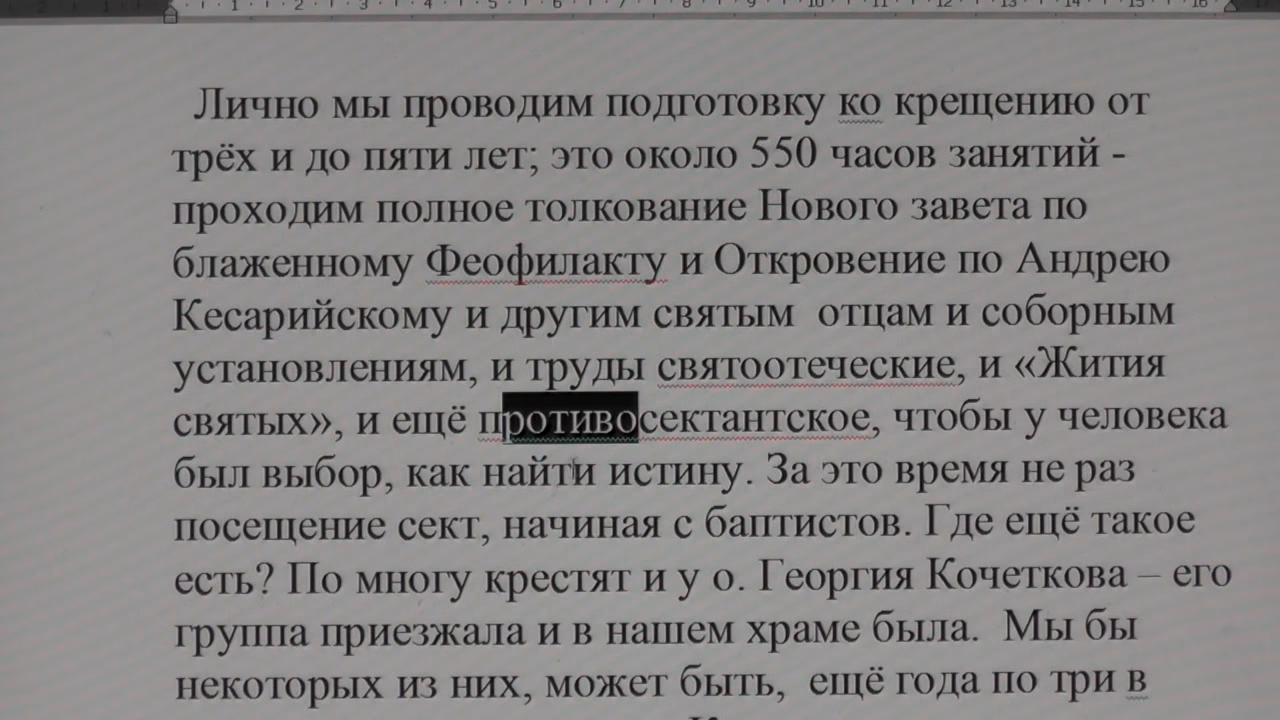 Лично мы проводим подготовку ко крещению от
трёх и до пяти лет; это около 550 часов занятий -
проходим полное толкование Нового завета по
блаженному Феофилакту и Откровение по Андрею
Кесарийскому и другим святым  отцам и соборным
установлениям, и труды святоотеческие, и «Жития
святых», и ещё противосектантское, чтобы у человека
был выбор, как найти истину. За это время не раз
посещение сект, начиная с баптистов. Где ещё такое
есть? По многу крестят и у о. Георгия Кочеткова – его
группа приезжала и в нашем храме была.  Мы бы
некоторых из них, может быть,  ещё года по три в